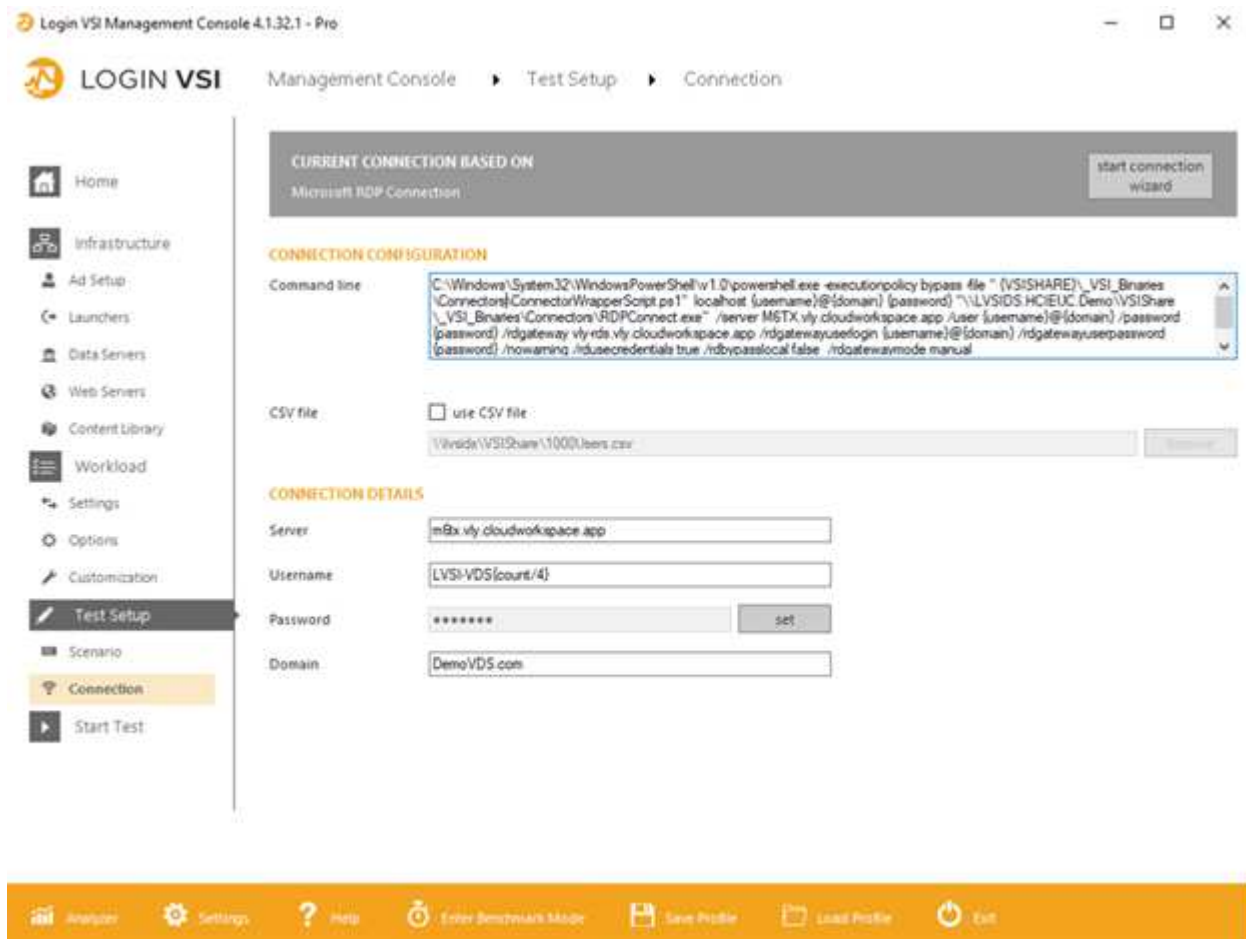 Login VSI Management Console 4.1.32.1 - Pro
LOGIN VSI
Management Console Test Setup Connection
CURRENT CONNECTION BASED ON
Microsoft RDP Connection
start connection
wizard
Home
Infrastructure
Ad Setup
Launchers
Data Servers
Web Servers
Content Library
Workload
Settings
Options
Customization
Test Setup
Scenario
Connection
Start Test
CONNECTION CONFIGURATION
Command line
C:\Windows\System32\WindowsPowerShell\v1.0\powershell.exe -executionpolicy bypass -file " {VSISHARE}\_VSI_Binaries
\Connectors\ConnectorWrapperScript.ps1" localhost {username}@{domain} {password} "\\LVSIDS.HCIEUC.Demo\VSIShare
\_VSI_Binaries\Connectors\RDPConnect.exe" /server M6TX.vly.cloudworkspace.app /user {username}@{domain} /password
{password} /rdgateway vly-rds.vly.cloudworkspace.app /rdgatewayuserlogin {username}@{domain} /rdgatewayuserpassword
{password} /nowarning /rdusecredentials true /rdbypasslocal false /rdgatewaymode manual
CSV file
use CSV file
\VSIShare\1000Users.csv
CONNECTION DETAILS
Server
.vly.cloudworkspace.app
Username
LVSI-VDS{count/4}
Password
*******
set
Domain
DemoVDS.com
Analyzer
Settings
Help
Enter Benchmark Mode
Save Profile
Load Profile
Exit